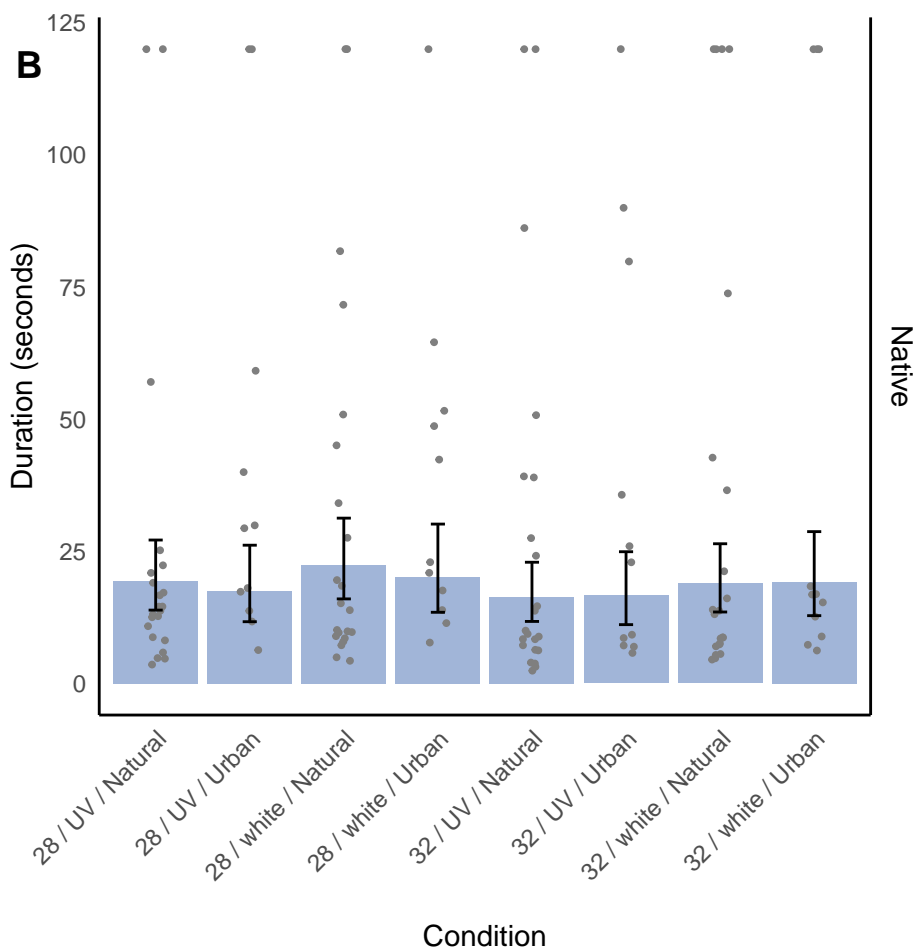 B
125
100
75
50
25
0
Duration (seconds)
Native
28 / UV / Natural
28 / UV / Urban
28 / white / Natural
28 / white / Urban
32 / UV / Natural
32 / UV / Urban
32 / white / Natural
32 / white / Urban
Condition